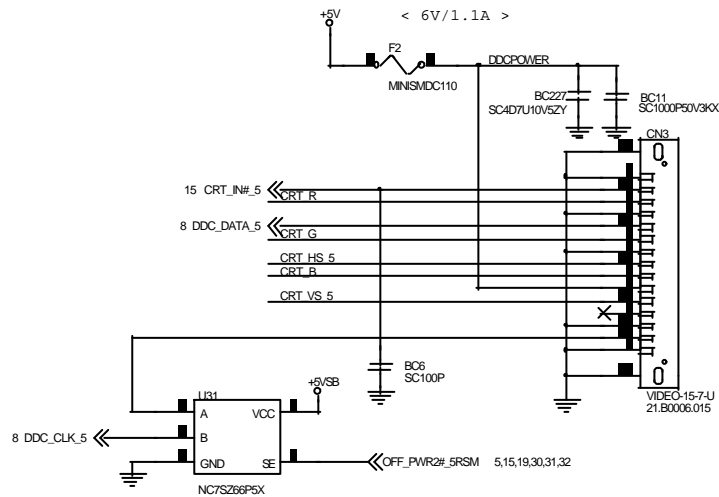 +5V
< 6V/1.1A >
F2
DDCPOWER
MINISMDC110
BC227
SC4D7U10V5ZY
BC11
SC1000P50V3KX
CN3
15 CRT_IN#_5
CRT_R
8 DDC_DATA_5
CRT_G
CRT_HS_5
CRT_B
CRT_VS_5
BC6
SC100P
+5VSB
VIDEO-15-7-U
21.B0006.015
U31
A VCC
8 DDC_CLK_5
B
GND SE
OFF_PWR2#_5RSM 5,15,19,30,31,32
NC7SZ66P5X